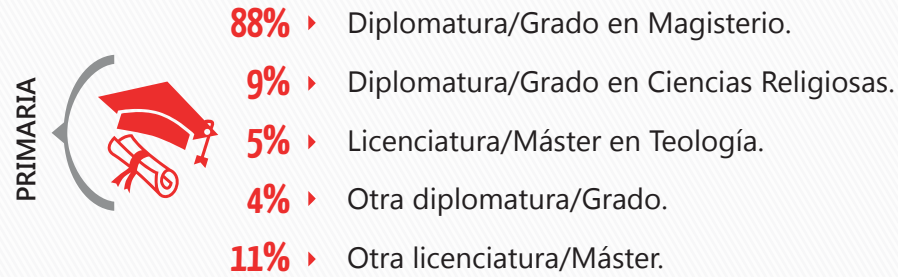 PRIMARIA
88% Diplomatura/Grado en Magisterio.
9% Diplomatura/Grado en Ciencias Religiosas.
5% Licenciatura/Máster en Teología.
4% Otra diplomatura/Grado.
11% Otra licenciatura/Máster.